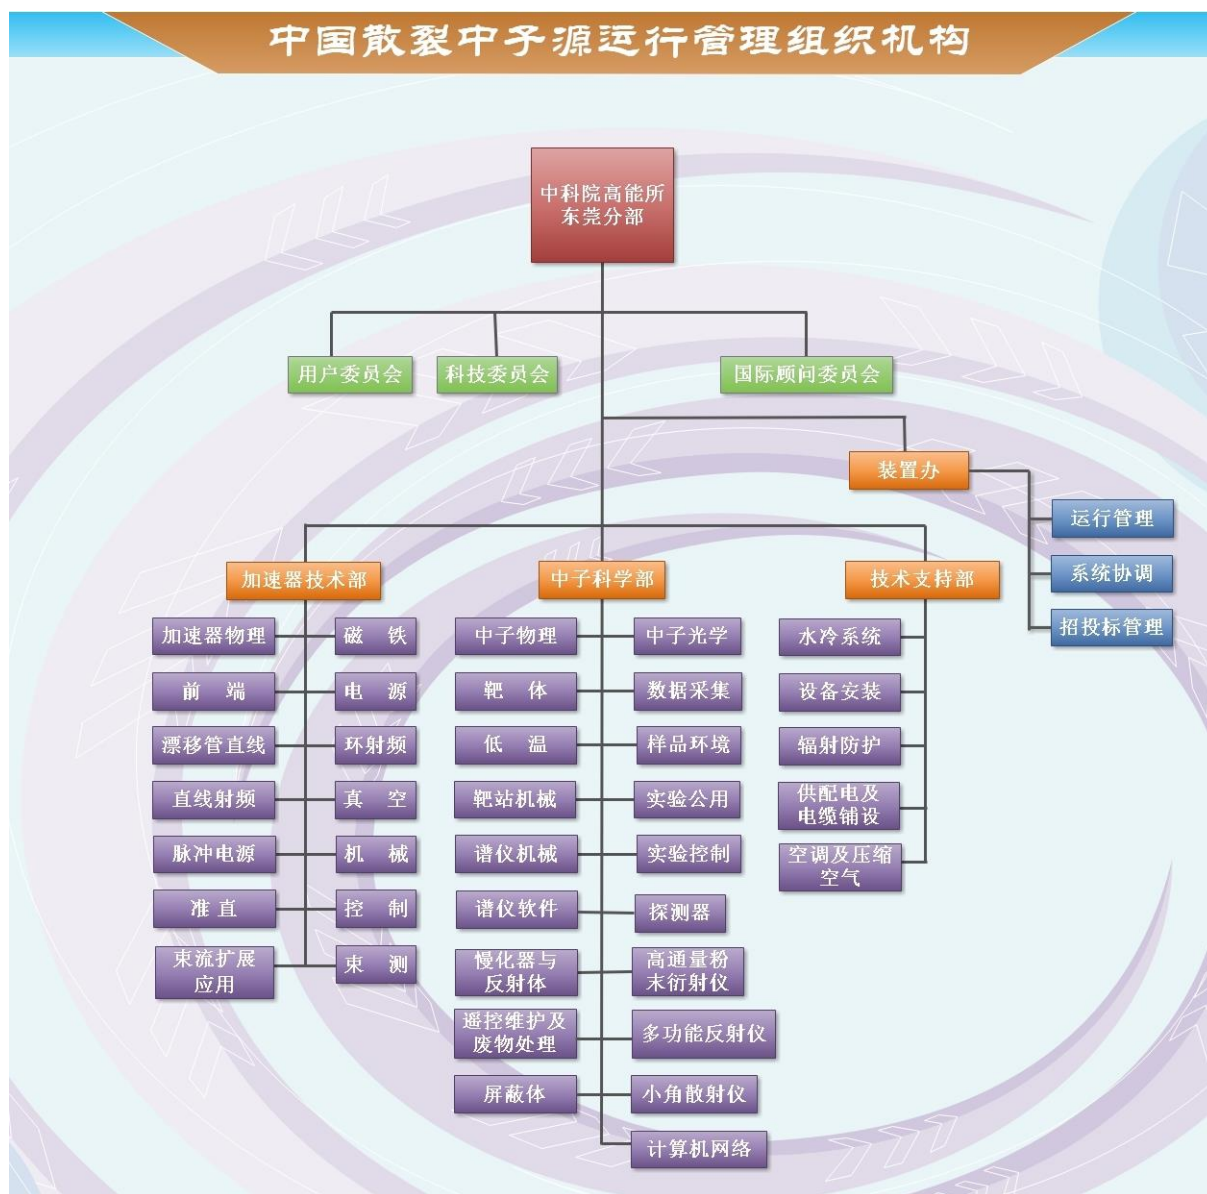 中国散裂中子源运行管理组织机构
中科院高能所
东莞分部
用户委员会
科技委员会
国际顾问委员会
装置办
运行管理
系统协调
招投标管理
加速器技术部
中子科学部
技术支持部
加速器物理
磁 铁
前 端
电 源
漂移管直线
环射频
直线射频
真 空
脉冲电源
机 械
准 直
控 制
束流扩展
应用
束 测
中子物理
中子光学
靶 体
数据采集
低 温
样品环境
靶站机械
实验公用
谱仪机械
实验控制
谱仪软件
探测器
慢化器与
反射体
高通量粉
末衍射仪
遥控维护及
废物处理
多功能反射仪
屏蔽体
小角散射仪
计算机网络
水冷系统
设备安装
辐射防护
供配电及
电缆铺设
空调及压缩
空气